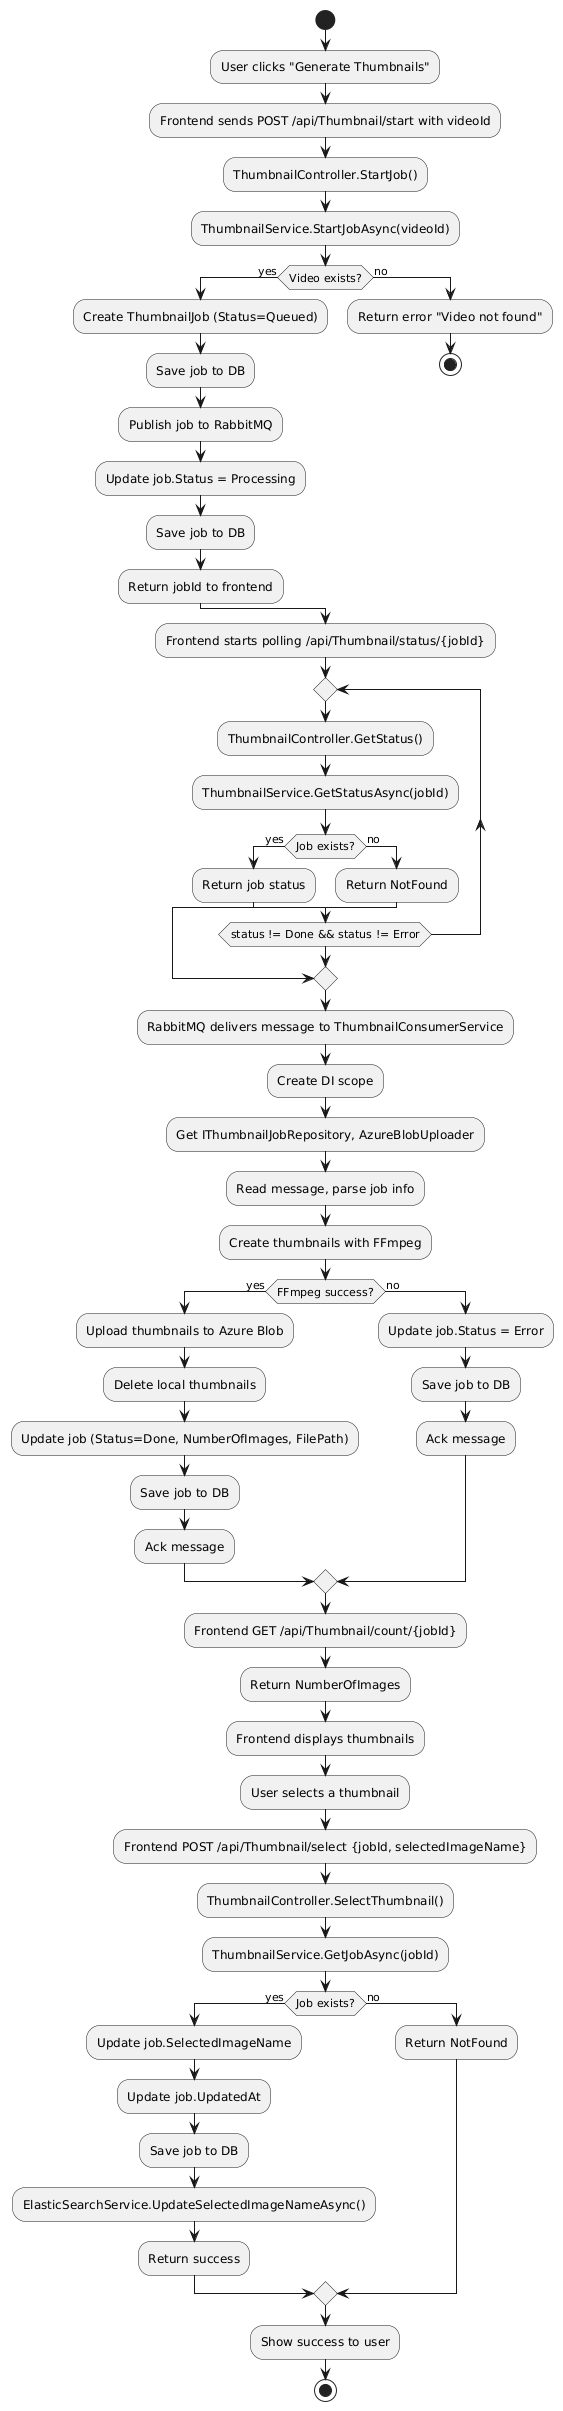 User clicks "Generate Thumbnails"
Frontend sends POST /api/Thumbnail/start with videoId
ThumbnailController.StartJob()
ThumbnailService.StartJobAsync(videoId)
yes
Video exists?
no
Create ThumbnailJob (Status=Queued)
Return error "Video not found"
Save job to DB
Publish job to RabbitMQ
Update job.Status = Processing
Save job to DB
Return jobId to frontend
Frontend starts polling /api/Thumbnail/status/{jobId}
ThumbnailController.GetStatus()
ThumbnailService.GetStatusAsync(jobId)
yes
Job exists?
no
Return job status
Return NotFound
status != Done && status != Error
RabbitMQ delivers message to ThumbnailConsumerService
Create DI scope
Get IThumbnailJobRepository, AzureBlobUploader
Read message, parse job info
Create thumbnails with FFmpeg
yes
FFmpeg success?
no
Upload thumbnails to Azure Blob
Update job.Status = Error
Delete local thumbnails
Save job to DB
Update job (Status=Done, NumberOfImages, FilePath)
Ack message
Save job to DB
Ack message
Frontend GET /api/Thumbnail/count/{jobId}
Return NumberOfImages
Frontend displays thumbnails
User selects a thumbnail
Frontend POST /api/Thumbnail/select {jobId, selectedImageName}
ThumbnailController.SelectThumbnail()
ThumbnailService.GetJobAsync(jobId)
yes
Job exists?
no
Update job.SelectedImageName
Return NotFound
Update job.UpdatedAt
Save job to DB
ElasticSearchService.UpdateSelectedImageNameAsync()
Return success
Show success to user